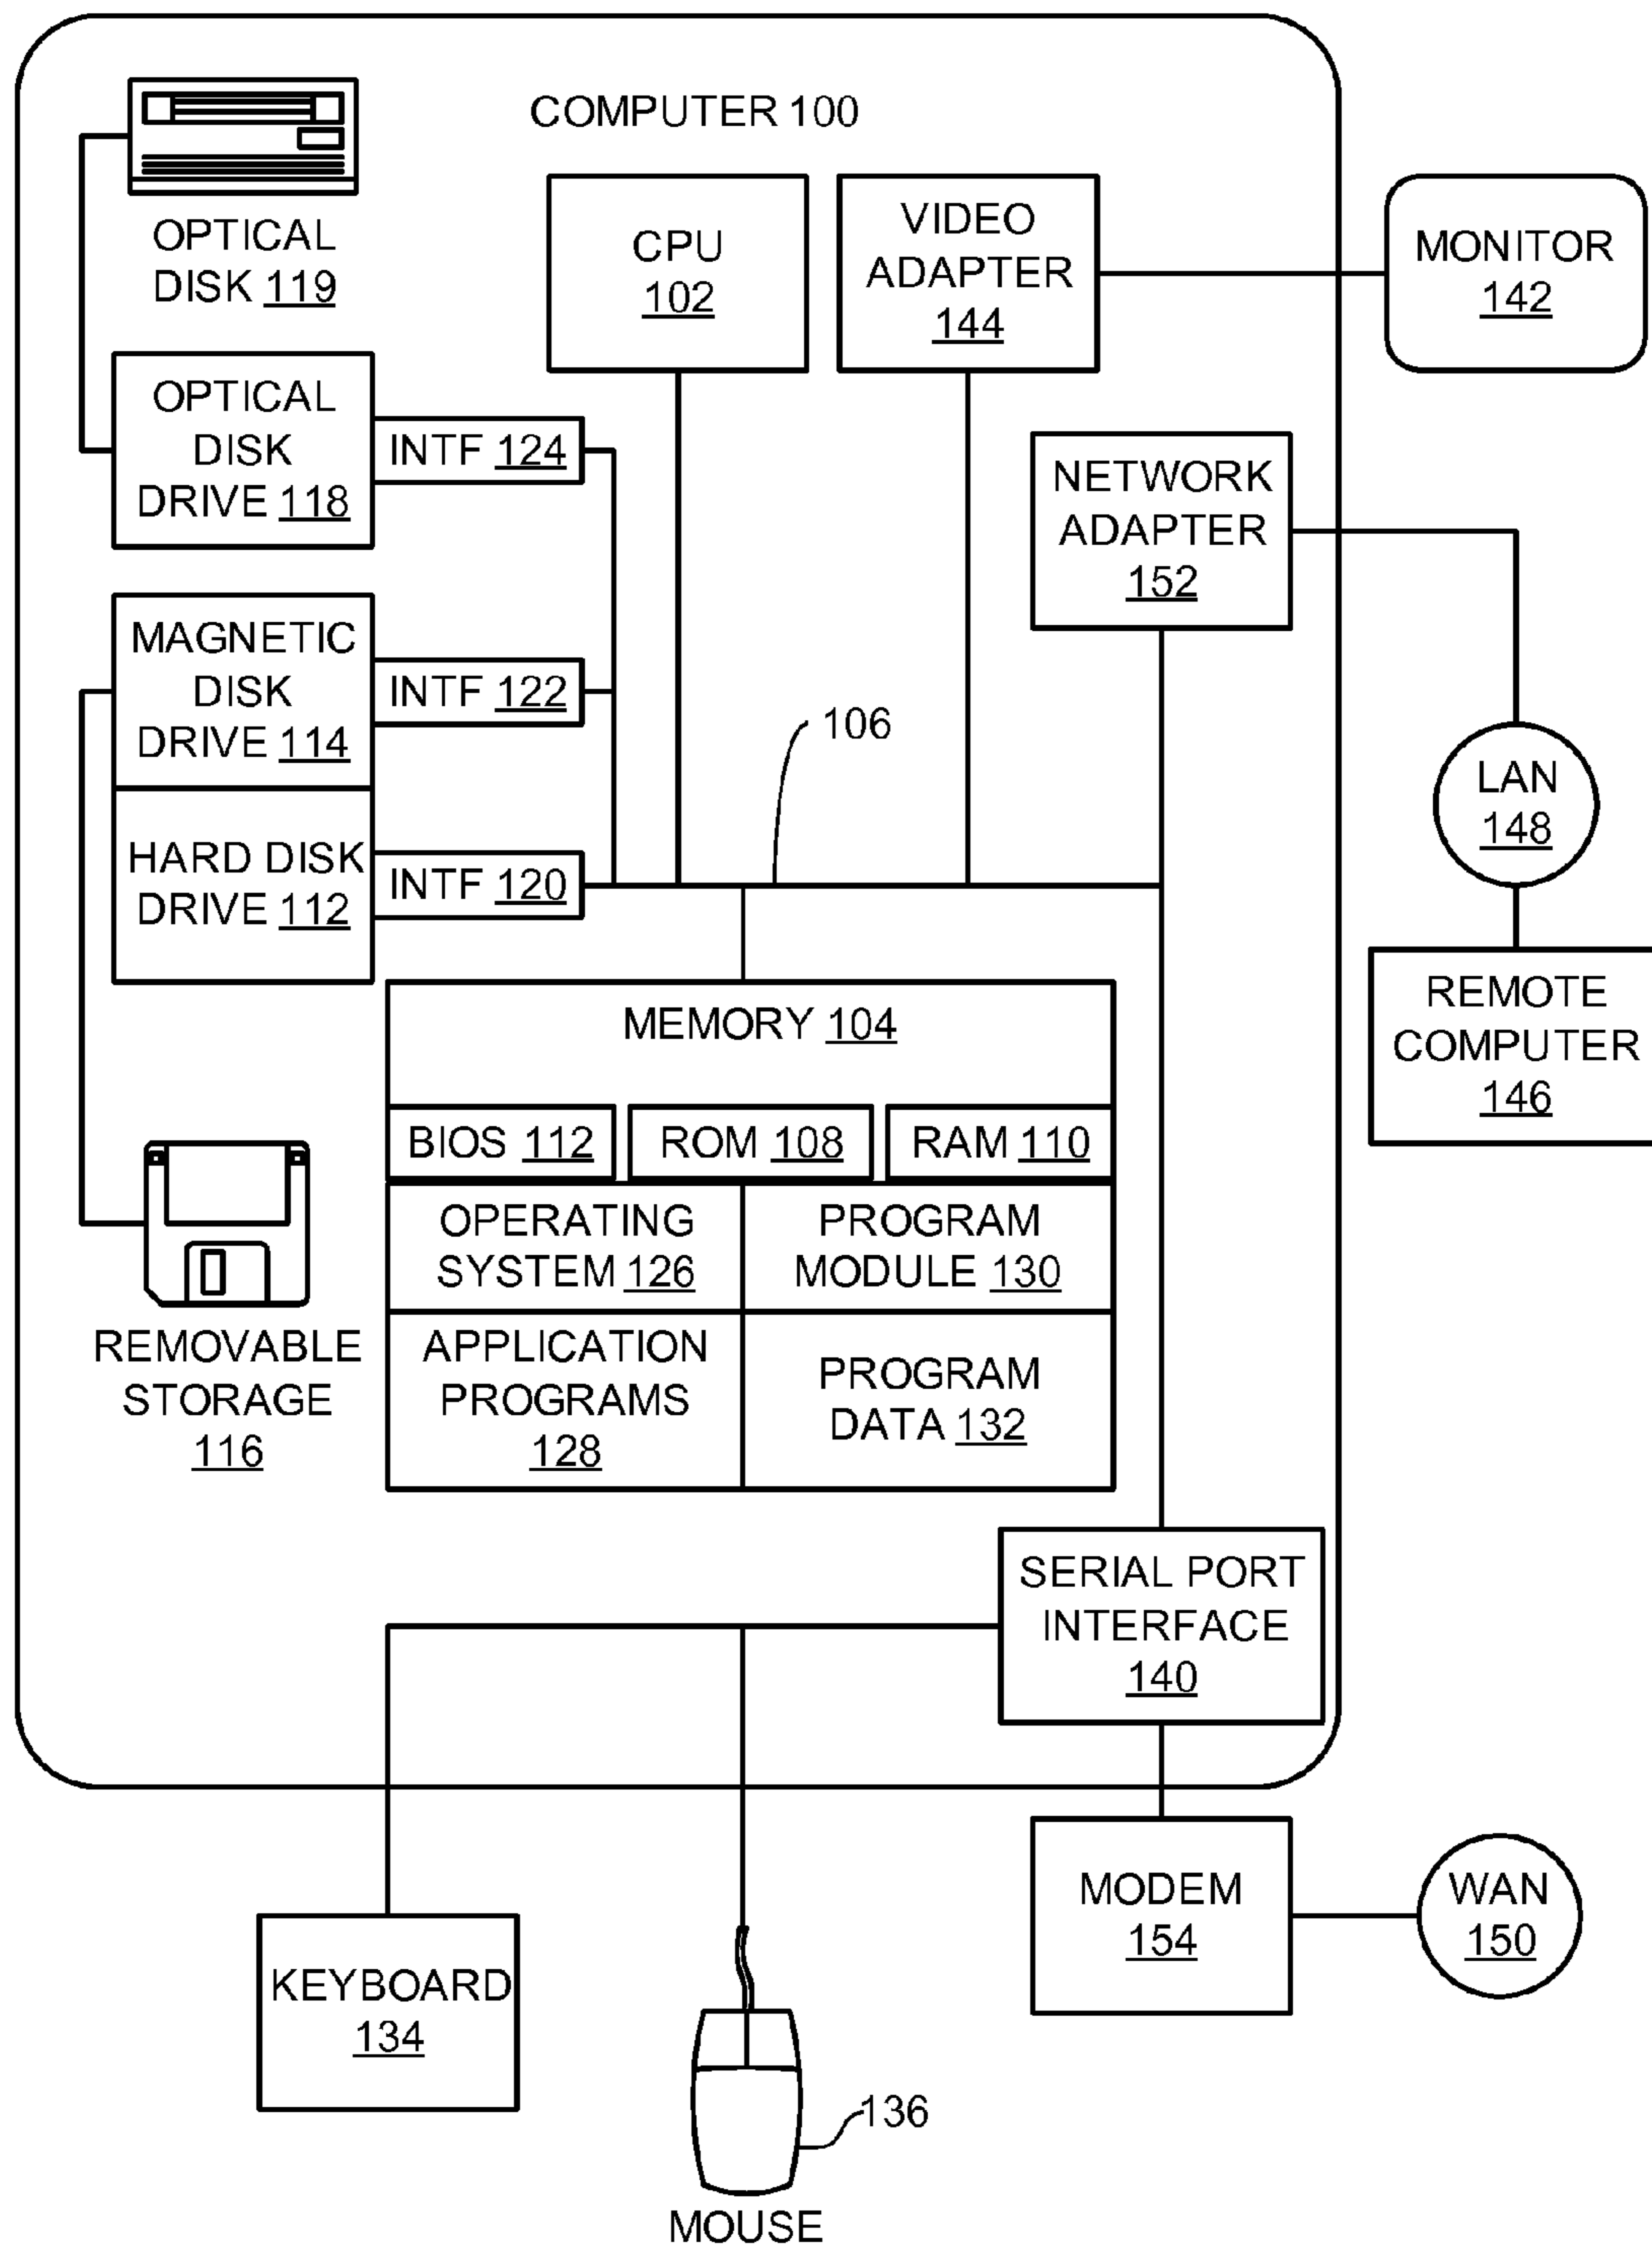 COMPUTER 100
OPTICAL
DISK 119
CPU
102
VIDEO
ADAPTER
144
MONITOR
142
OPTICAL
DISK
DRIVE 118
INTF 124
NETWORK
ADAPTER
152
MAGNETIC
DISK
DRIVE 114
INTF 122
106
LAN
148
HARD DISK
DRIVE 112
INTF 120
REMOTE
COMPUTER
146
MEMORY 104
BIOS 112
ROM 108
RAM 110
OPERATING
SYSTEM 126
PROGRAM
MODULE 130
REMOVABLE
STORAGE
116
APPLICATION
PROGRAMS
128
PROGRAM
DATA 132
SERIAL PORT
INTERFACE
140
MODEM
154
WAN
150
KEYBOARD
134
136
MOUSE